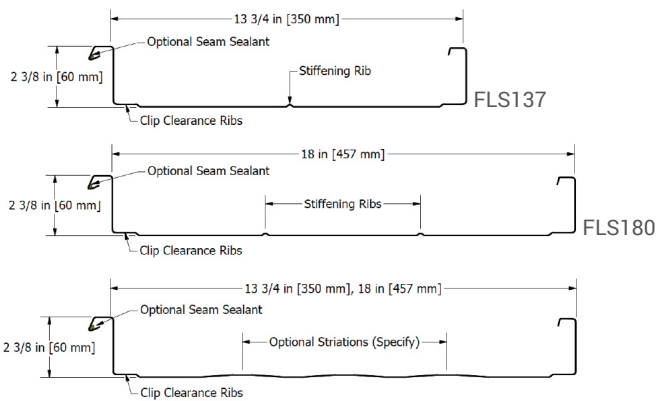 13 3/4 in [350 mm]
Optional Seam Sealant
2 3/8 in [60 mm]
Stiffening Rib
FLS137
Clip Clearance Ribs
18 in [457 mm]
Optional Seam Sealant
2 3/8 in [60 mm]
Stiffening Ribs
FLS180
Clip Clearance Ribs
13 3/4 in [350 mm], 18 in [457 mm]
Optional Seam Sealant
2 3/8 in [60 mm]
Optional Striations (Specify)
Clip Clearance Ribs